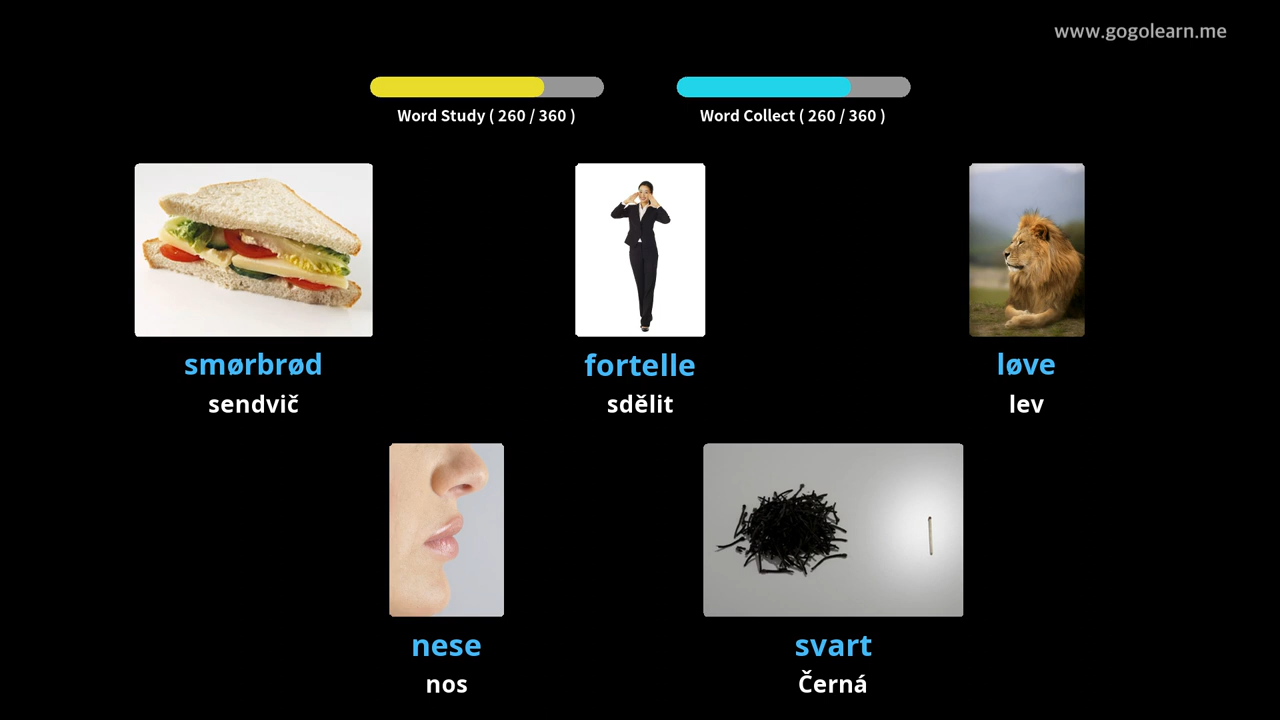 www.gogolearn.me
Word Study ( 260 / 360 )
Word Collect ( 260 / 360 )
smørbrød
sendvič
fortelle
sdělit
løve
lev
nese
nos
svart
Černá